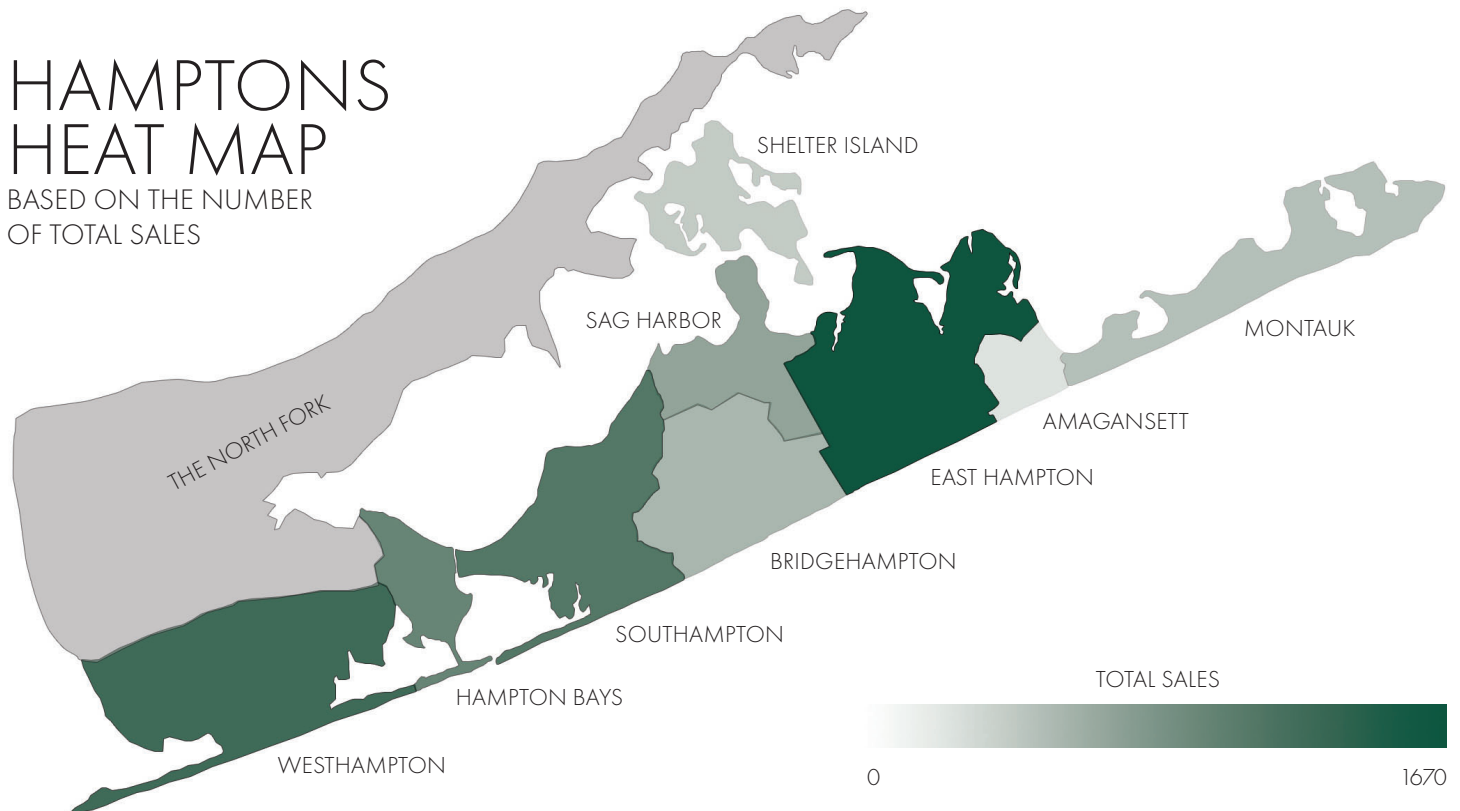 HAMPTONS
HEAT MAP
BASED ON THE NUMBER
OF TOTAL SALES
SHELTER ISLAND
SAG HARBOR
MONTAUK
THE NORTH FORK
AMAGANSETT
EAST HAMPTON
BRIDGEHAMPTON
SOUTHAMPTON
HAMPTON BAYS
WESTHAMPTON
TOTAL SALES
0
1670